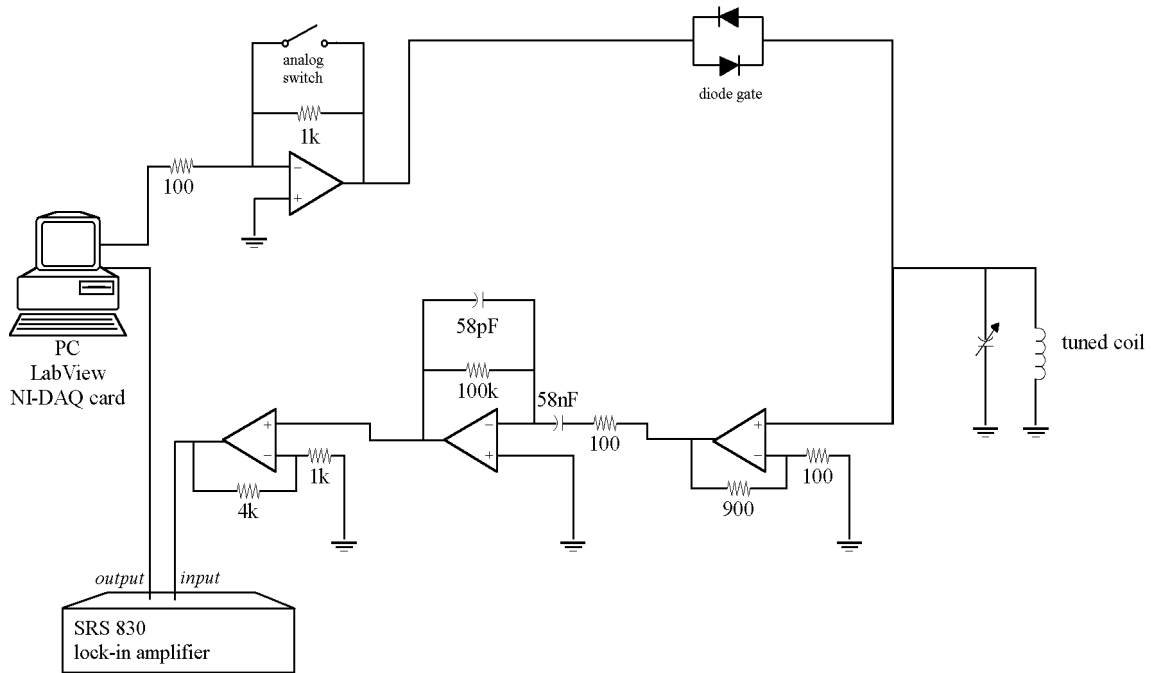 analog
switch
1k
100
diode gate
PC
LabView
NI-DAQ card
58pF
100k
58nF
100
tuned coil
1k
4k
100
900
output
input
SRS 830
lock-in amplifier